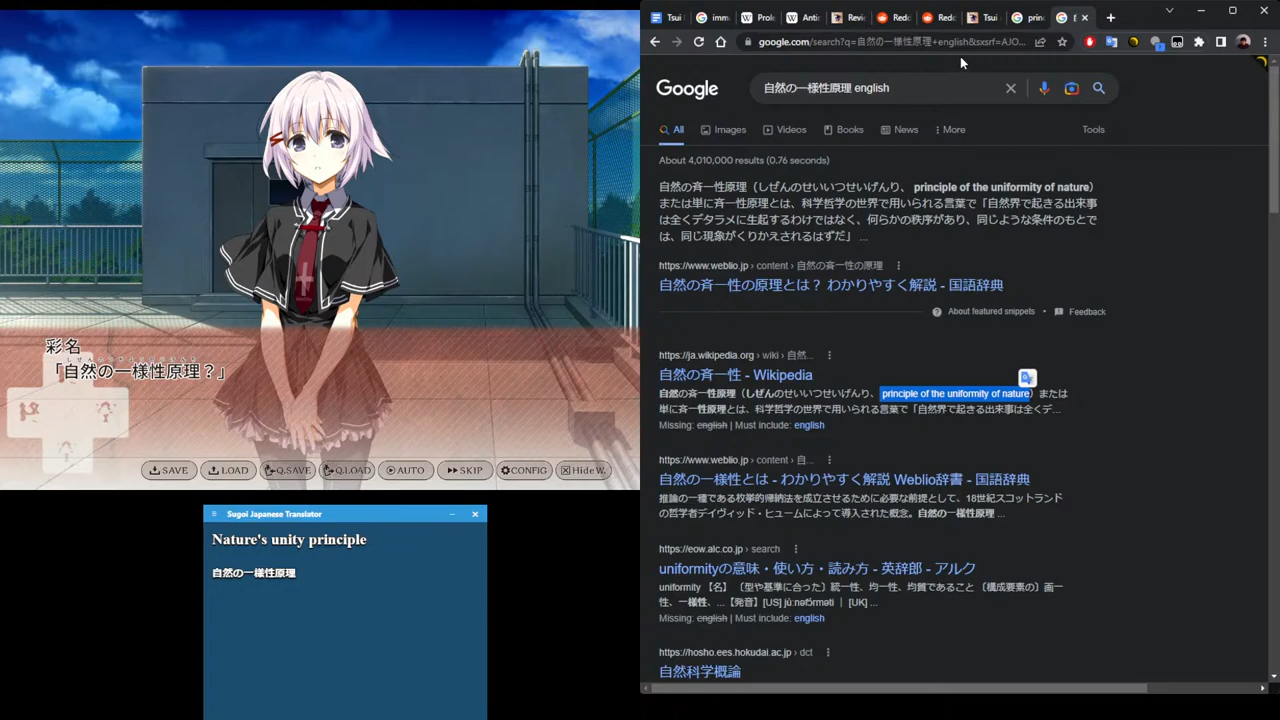 彩名
しぜんのいちようせいげんり
「自然の一様性原理？」
SAVE
LOAD
Q.SAVE
Q.LOAD
AUTO
SKIP
CONFIG
Hide W.
Sugoi Japanese Translator
Nature's unity principle
自然の一様性原理
Tsui
imm
Prolo
Antin
Revie
Redd
Redd
Tsui
princ
google.com/search?q=自然の一様性原理+english&sxsrf=AJO...
Google
自然の一様性原理 english
All
Images
Videos
Books
News
More
Tools
About 4,010,000 results (0.76 seconds)
自然の斉一性原理（しぜんのせいいつせいげんり、 principle of the uniformity of nature）
または単に斉一性原理とは、科学哲学の世界で用いられる言葉で「自然界で起きる出来事
は全くデタラメに生起するわけではなく、何らかの秩序があり、同じような条件のもとで
は、同じ現象がくりかえされるはずだ」 ...
https://www.weblio.jp › content › 自然の斉一性の原理
自然の斉一性の原理とは？ わかりやすく解説 - 国語辞典
About featured snippets
Feedback
https://ja.wikipedia.org › wiki › 自然...
自然の斉一性 - Wikipedia
自然の斉一性原理（しぜんのせいいつせいげんり、 principle of the uniformity of nature）または
単に斉一性原理とは、科学哲学の世界で用いられる言葉で「自然界で起きる出来事は全くデ...
Missing: english | Must include: english
https://www.weblio.jp › content › 自...
自然の一様性とは - わかりやすく解説 Weblio辞書 - 国語辞典
推論の一種である枚挙的帰納法を成立させるために必要な前提として、18世紀スコットランド
の哲学者デイヴィッド・ヒュームによって導入された概念。自然の一様性原理 ...
https://eow.alc.co.jp › search
uniformityの意味・使い方・読み方 - 英辞郎 - アルク
uniformity 【名】 〔型や基準に合った〕統一性、均一性、均質であること 〔構成要素の〕画一
性、一様性、...【発音】[US] jùːnəfɔ́rməti ｜ [UK] ...
Missing: english | Must include: english
https://hosho.ees.hokudai.ac.jp › dct
自然科学概論